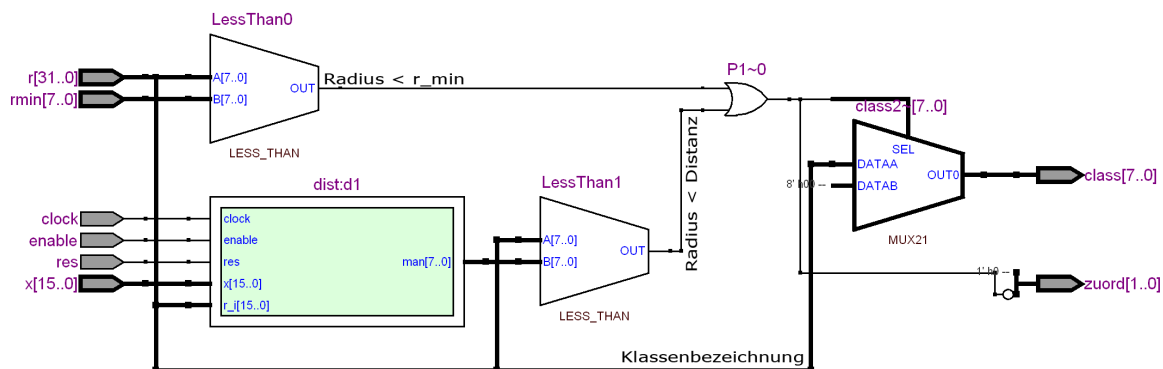 LessThan0
r[31..0]
A[7..0]
rmin[7..0]
B[7..0]
OUT
Radius < r_min
LESS_THAN
P1~0
class2~[7..0]
SEL
DATAA
8' h00 --
DATAB
OUT0
class[7..0]
MUX21
dist:d1
clock
clock
enable
enable
res
res
x[15..0]
x[15..0]
r_i[15..0]
man[7..0]
LessThan1
A[7..0]
B[7..0]
OUT
LESS_THAN
Radius < Distanz
1' h0 --
zuord[1..0]
Klassenbezeichnung